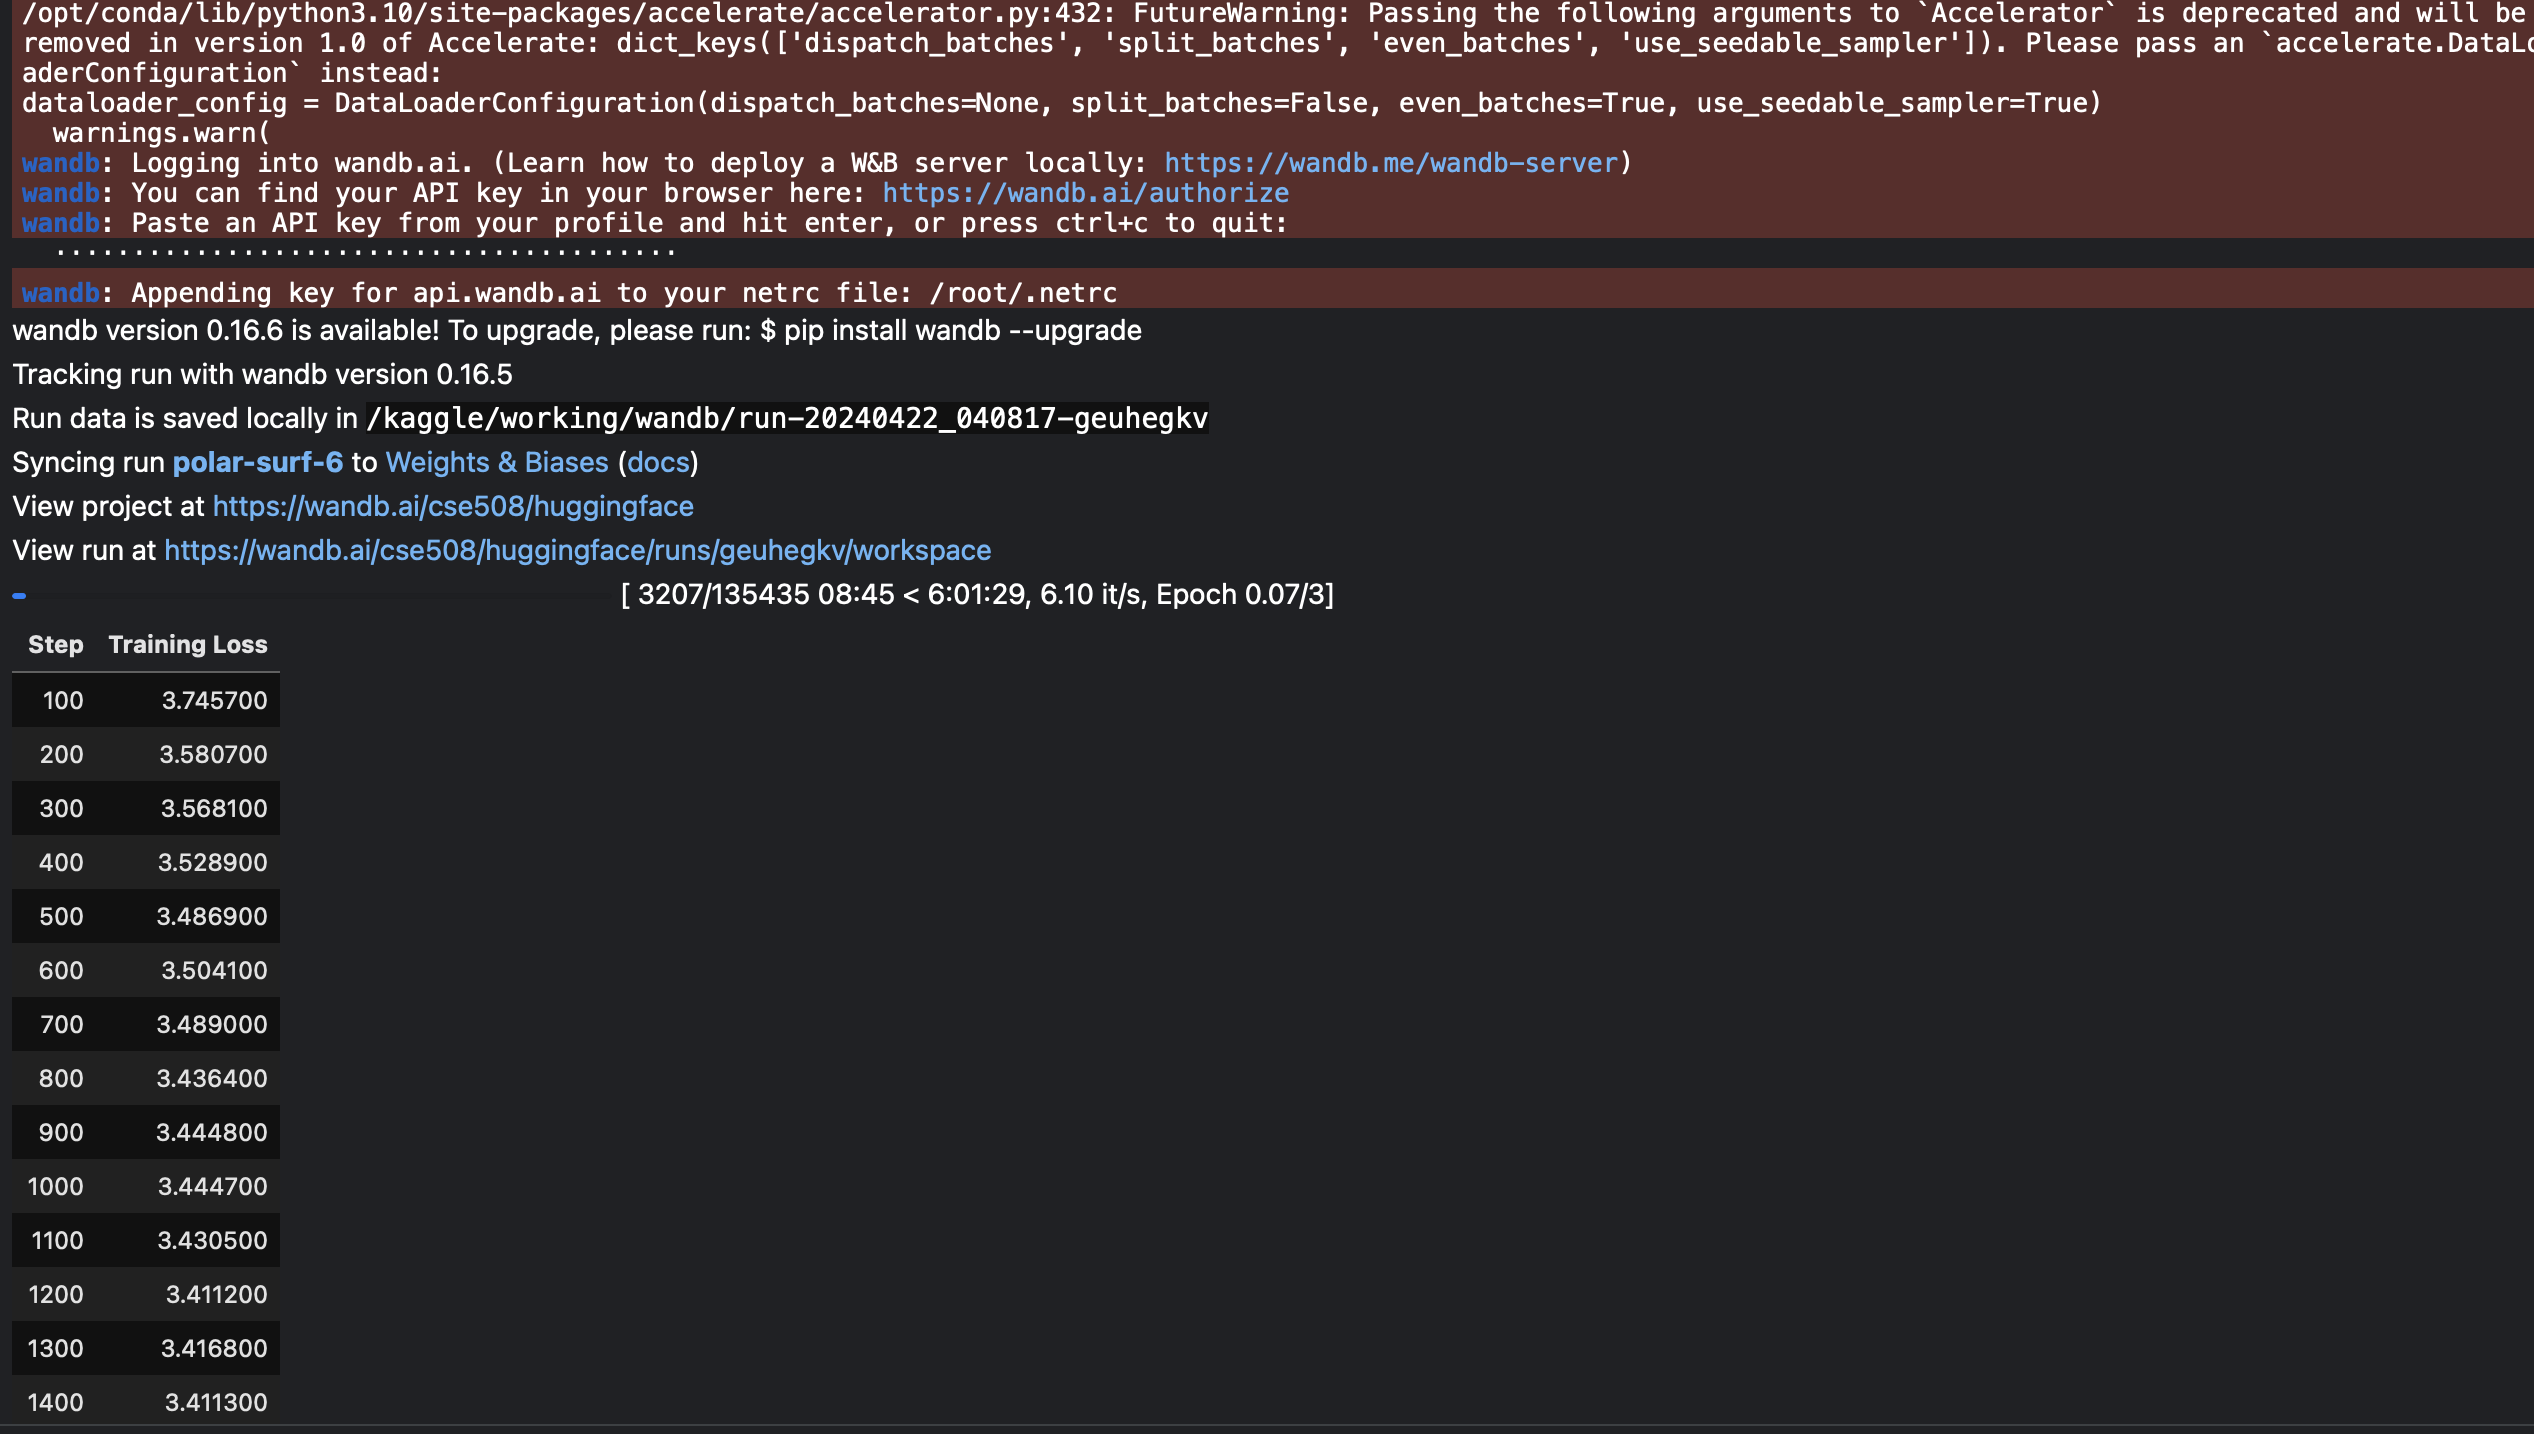 /opt/conda/lib/python3.10/site-packages/accelerate/accelerator.py:432: FutureWarning: Passing the following arguments to `Accelerator` is deprecated and will be
removed in version 1.0 of Accelerate: dict_keys(['dispatch_batches', 'split_batches', 'even_batches', 'use_seedable_sampler']). Please pass an `accelerate.DataLo
aderConfiguration` instead:
dataloader_config = DataLoaderConfiguration(dispatch_batches=None, split_batches=False, even_batches=True, use_seedable_sampler=True)
  warnings.warn(
wandb: Logging into wandb.ai. (Learn how to deploy a W&B server locally: https://wandb.me/wandb-server)
wandb: You can find your API key in your browser here: https://wandb.ai/authorize
wandb: Paste an API key from your profile and hit enter, or press ctrl+c to quit:
  ········································
wandb: Appending key for api.wandb.ai to your netrc file: /root/.netrc
wandb version 0.16.6 is available! To upgrade, please run: $ pip install wandb --upgrade
Tracking run with wandb version 0.16.5
Run data is saved locally in /kaggle/working/wandb/run-20240422_040817-geuhegkv
Syncing run polar-surf-6 to Weights & Biases (docs)
View project at https://wandb.ai/cse508/huggingface
View run at https://wandb.ai/cse508/huggingface/runs/geuhegkv/workspace
[ 3207/135435 08:45 < 6:01:29, 6.10 it/s, Epoch 0.07/3]
Step Training Loss
100 3.745700
200 3.580700
300 3.568100
400 3.528900
500 3.486900
600 3.504100
700 3.489000
800 3.436400
900 3.444800
1000 3.444700
1100 3.430500
1200 3.411200
1300 3.416800
1400 3.411300